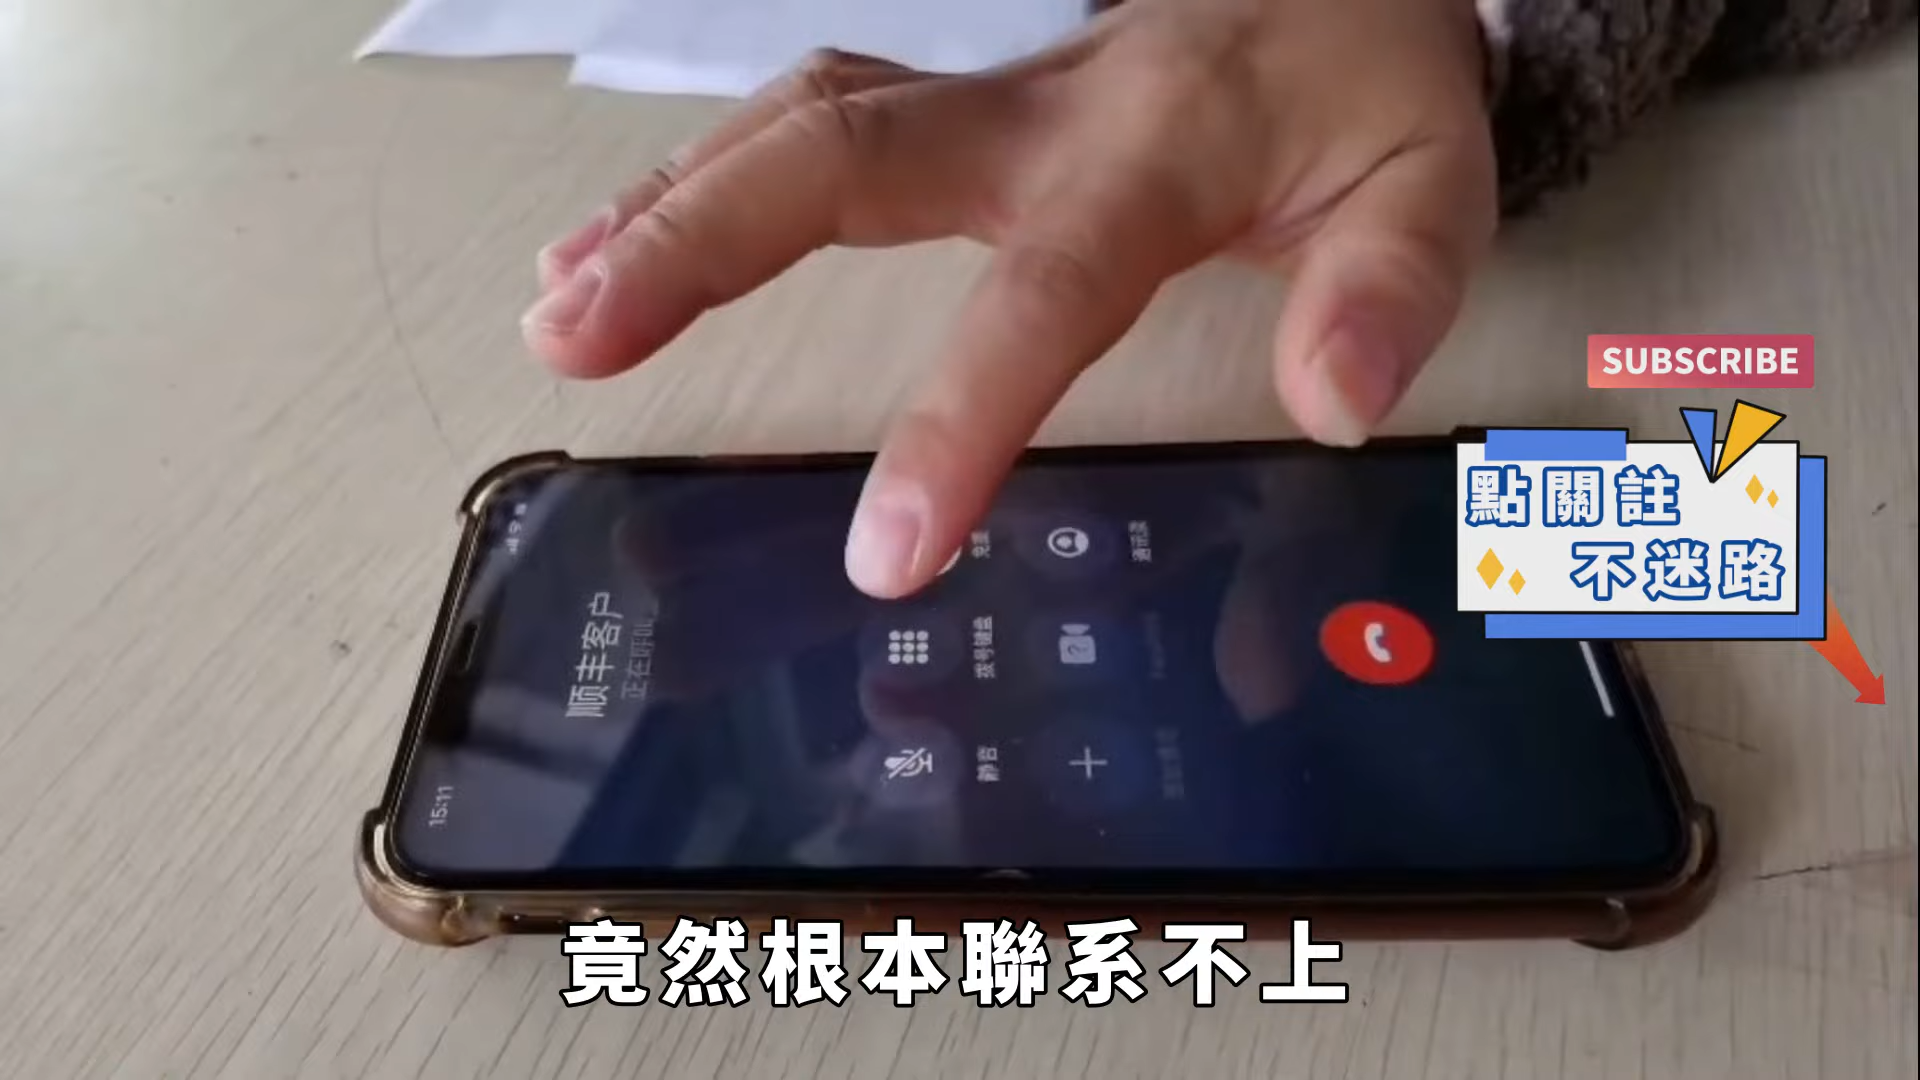 SUBSCRIBE
點關註
不迷路
15:11
顺丰客户
正在呼叫...
静音
拨号键盘
免提
通讯录
竟然根本聯系不上